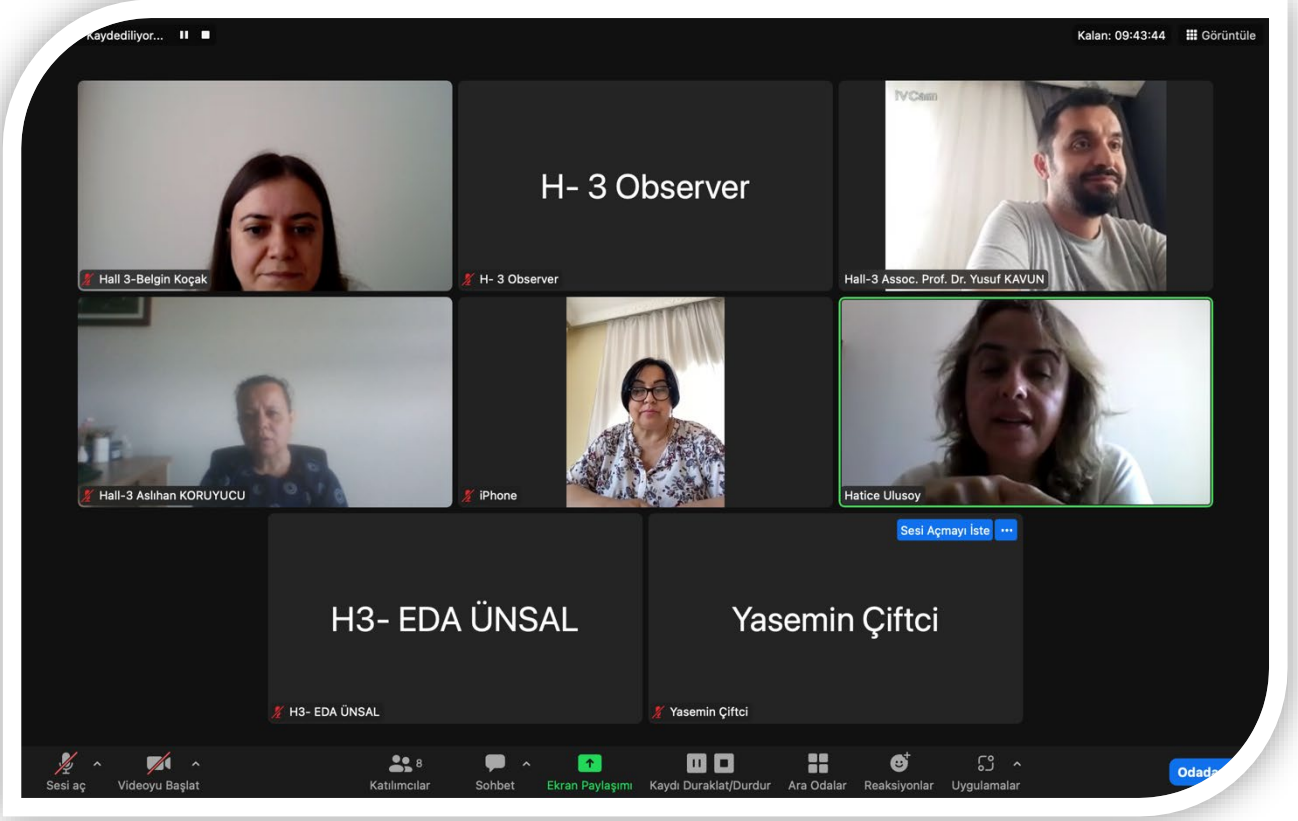 Kaydediliyor...
Kalan: 09:43:44
Görüntüle
iVCam
Hall 3-Belgin Koçak
H- 3 Observer
H- 3 Observer
Hall-3 Assoc. Prof. Dr. Yusuf KAVUN
Hall-3 Aslıhan KORUYUCU
iPhone
Hatice Ulusoy
Sesi Açmayı İste
H3- EDA ÜNSAL
Yasemin Çiftci
H3- EDA ÜNSAL
Yasemin Çiftci
Sesi aç
Videoyu Başlat
8
Katılımcılar
Sohbet
Ekran Paylaşımı
Kaydı Duraklat/Durdur
Ara Odalar
Reaksiyonlar
Uygulamalar